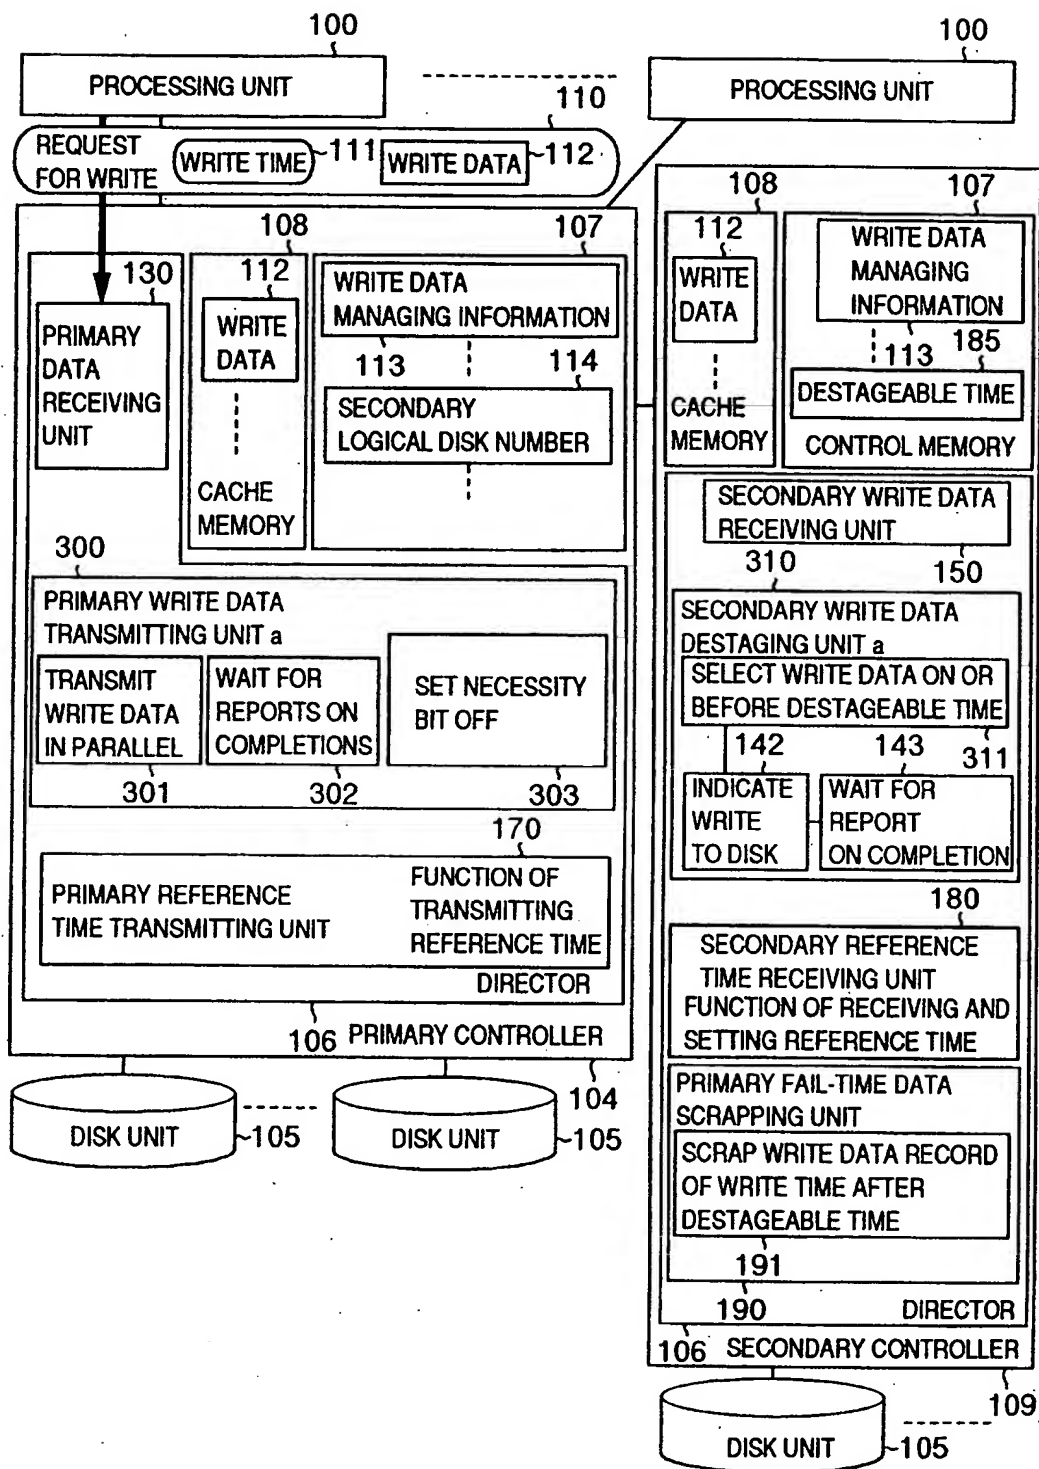 100
PROCESSING UNIT
110
REQUEST
FOR WRITE
WRITE TIME
111
WRITE DATA
112
100
PROCESSING UNIT
108
107
130
PRIMARY
DATA
RECEIVING
UNIT
112
WRITE
DATA
CACHE
MEMORY
WRITE DATA
MANAGING INFORMATION
113
114
SECONDARY
LOGICAL DISK NUMBER
300
PRIMARY WRITE DATA
TRANSMITTING UNIT a
TRANSMIT
WRITE DATA
IN PARALLEL
301
WAIT FOR
REPORTS ON
COMPLETIONS
302
SET NECESSITY
BIT OFF
303
170
PRIMARY REFERENCE
TIME TRANSMITTING UNIT
FUNCTION OF
TRANSMITTING
REFERENCE TIME
DIRECTOR
106
PRIMARY CONTROLLER
104
DISK UNIT
105
DISK UNIT
105
108
107
112
WRITE
DATA
CACHE
MEMORY
WRITE DATA
MANAGING
INFORMATION
113
185
DESTAGEABLE TIME
CONTROL MEMORY
SECONDARY WRITE DATA
RECEIVING UNIT
150
310
SECONDARY WRITE DATA
DESTAGING UNIT a
SELECT WRITE DATA ON OR
BEFORE DESTAGEABLE TIME
311
142
INDICATE
WRITE
TO DISK
143
WAIT FOR
REPORT
ON COMPLETION
180
SECONDARY REFERENCE
TIME RECEIVING UNIT
FUNCTION OF RECEIVING AND
SETTING REFERENCE TIME
PRIMARY FAIL-TIME DATA
SCRAPPING UNIT
SCRAP WRITE DATA RECORD
OF WRITE TIME AFTER
DESTAGEABLE TIME
191
190
DIRECTOR
106
SECONDARY CONTROLLER
109
DISK UNIT
105